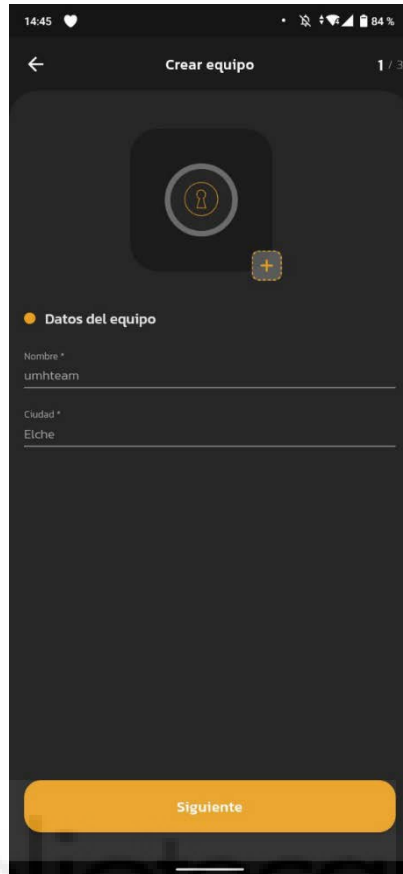 14:45 84 %
Crear equipo 1 / 3
Datos del equipo
Nombre *
umhteam
Ciudad *
Elche
Siguiente